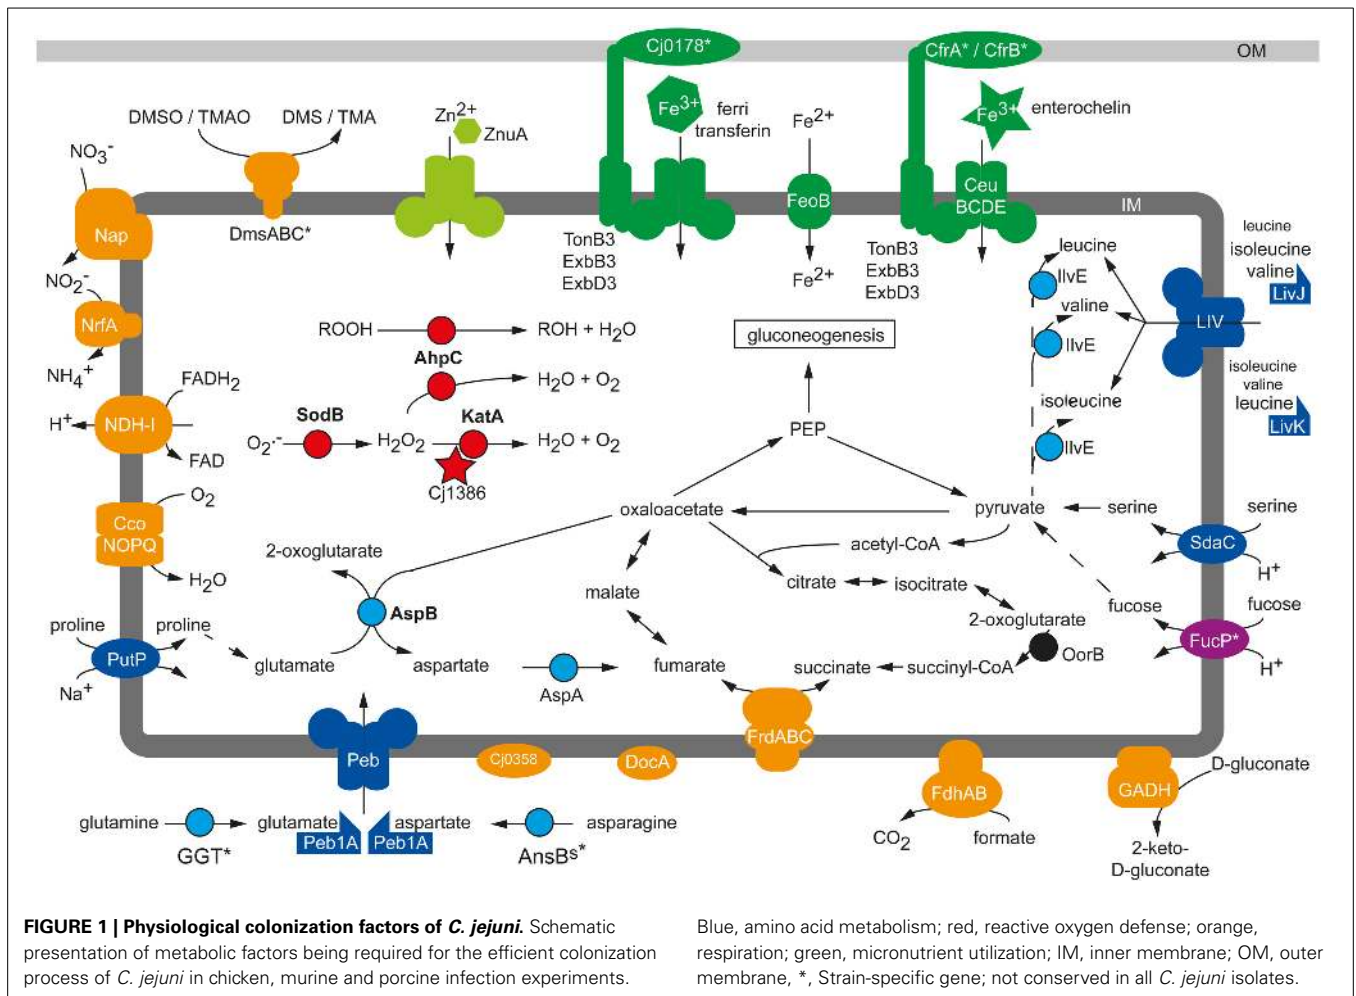 Cj0178*
CfrA* / CfrB*
OM
DMSO / TMAO
DMS / TMA
Zn2+
ZnuA
Fe3+
ferri
transferin
Fe2+
Fe3+
enterochelin
NO3-
Nap
DmsABC*
FeoB
Ceu
BCDE
IM
TonB3
ExbB3
ExbD3
Fe2+
TonB3
ExbB3
ExbD3
leucine
IlvE
valine
IlvE
isoleucine
IlvE
leucine
isoleucine
valine
LivJ
LIV
isoleucine
valine
leucine
LivK
NO2-
NrfA
NH4+
ROOH
ROH + H2O
AhpC
H2O + O2
gluconeogenesis
FADH2
NDH-I
H+
FAD
SodB
KatA
O2.-
H2O2
H2O + O2
Cj1386
PEP
O2
Cco
NOPQ
H2O
oxaloacetate
pyruvate
serine
serine
SdaC
H+
2-oxoglutarate
acetyl-CoA
citrate
isocitrate
malate
AspB
2-oxoglutarate
OorB
fucose
fucose
FucP*
H+
proline
proline
PutP
Na+
glutamate
aspartate
AspA
fumarate
succinate
succinyl-CoA
Peb
Cj0358
DocA
FrdABC
FdhAB
GADH
D-gluconate
glutamine
glutamate
aspartate
asparagine
Peb1A
Peb1A
GGT*
AnsBs*
CO2
formate
2-keto-
D-gluconate
FIGURE 1 | Physiological colonization factors of C. jejuni. Schematic
presentation of metabolic factors being required for the efficient colonization
process of C. jejuni in chicken, murine and porcine infection experiments.
Blue, amino acid metabolism; red, reactive oxygen defense; orange,
respiration; green, micronutrient utilization; IM, inner membrane; OM, outer
membrane, *, Strain-specific gene; not conserved in all C. jejuni isolates.